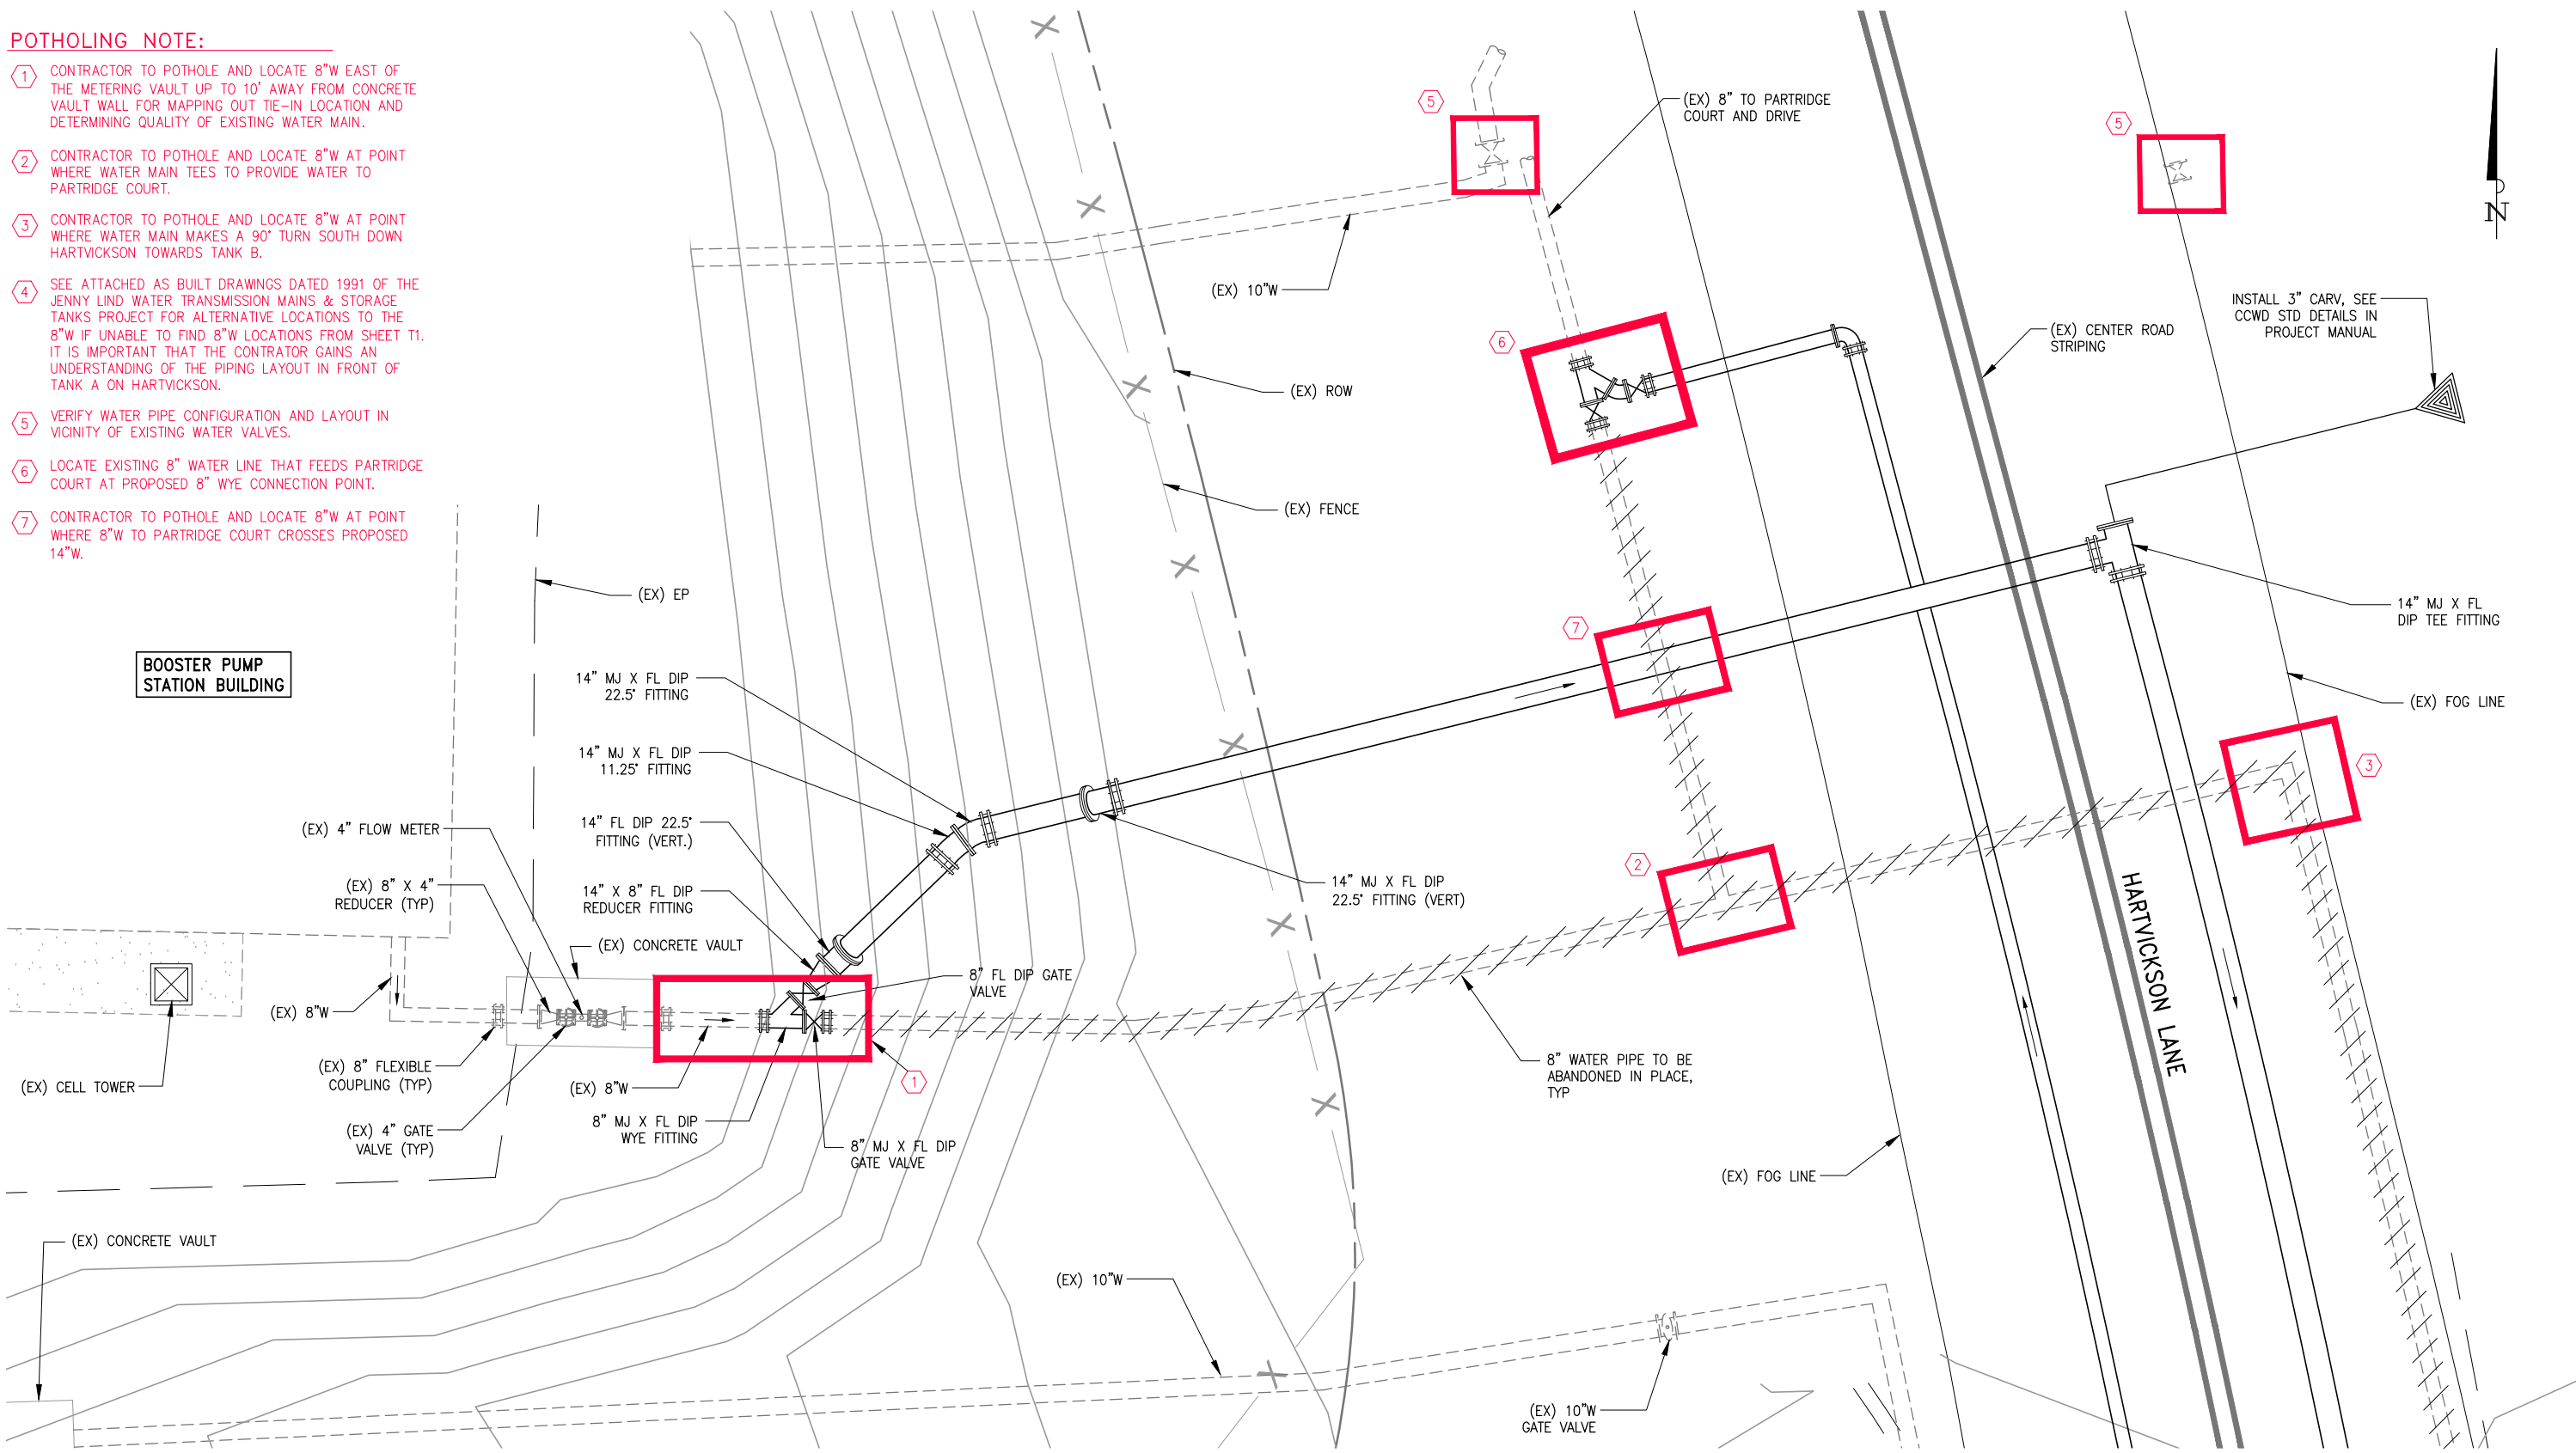 POTHOLING NOTE:
1
CONTRACTOR TO POTHOLE AND LOCATE 8"W EAST OF
THE METERING VAULT UP TO 10' AWAY FROM CONCRETE
VAULT WALL FOR MAPPING OUT TIE-IN LOCATION AND
DETERMINING QUALITY OF EXISTING WATER MAIN.
2
CONTRACTOR TO POTHOLE AND LOCATE 8"W AT POINT
WHERE WATER MAIN TEES TO PROVIDE WATER TO
PARTRIDGE COURT.
3
CONTRACTOR TO POTHOLE AND LOCATE 8"W AT POINT
WHERE WATER MAIN MAKES A 90° TURN SOUTH DOWN
HARTVICKSON TOWARDS TANK B.
4
SEE ATTACHED AS BUILT DRAWINGS DATED 1991 OF THE
JENNY LIND WATER TRANSMISSION MAINS & STORAGE
TANKS PROJECT FOR ALTERNATIVE LOCATIONS TO THE
8"W IF UNABLE TO FIND 8"W LOCATIONS FROM SHEET T1.
IT IS IMPORTANT THAT THE CONTRATOR GAINS AN
UNDERSTANDING OF THE PIPING LAYOUT IN FRONT OF
TANK A ON HARTVICKSON.
5
VERIFY WATER PIPE CONFIGURATION AND LAYOUT IN
VICINITY OF EXISTING WATER VALVES.
6
LOCATE EXISTING 8" WATER LINE THAT FEEDS PARTRIDGE
COURT AT PROPOSED 8" WYE CONNECTION POINT.
7
CONTRACTOR TO POTHOLE AND LOCATE 8"W AT POINT
WHERE 8"W TO PARTRIDGE COURT CROSSES PROPOSED
14"W.
5
(EX) 8" TO PARTRIDGE
COURT AND DRIVE
5
N
(EX) 10"W
INSTALL 3" CARV, SEE
CCWD STD DETAILS IN
PROJECT MANUAL
(EX) CENTER ROAD
STRIPING
6
(EX) ROW
(EX) FENCE
(EX) EP
14" MJ X FL
DIP TEE FITTING
7
BOOSTER PUMP
STATION BUILDING
14" MJ X FL DIP
22.5° FITTING
(EX) FOG LINE
14" MJ X FL DIP
11.25° FITTING
3
(EX) 4" FLOW METER
14" FL DIP 22.5°
FITTING (VERT.)
2
(EX) 8" X 4"
REDUCER (TYP)
14" X 8" FL DIP
REDUCER FITTING
14" MJ X FL DIP
22.5° FITTING (VERT)
(EX) CONCRETE VAULT
8" FL DIP GATE
VALVE
HARTVICKSON LANE
(EX) 8"W
(EX) 8" FLEXIBLE
COUPLING (TYP)
(EX) CELL TOWER
(EX) 8"W
1
8" WATER PIPE TO BE
ABANDONED IN PLACE,
TYP
8" MJ X FL DIP
WYE FITTING
(EX) 4" GATE
VALVE (TYP)
8" MJ X FL DIP
GATE VALVE
(EX) FOG LINE
(EX) CONCRETE VAULT
(EX) 10"W
(EX) 10"W
GATE VALVE